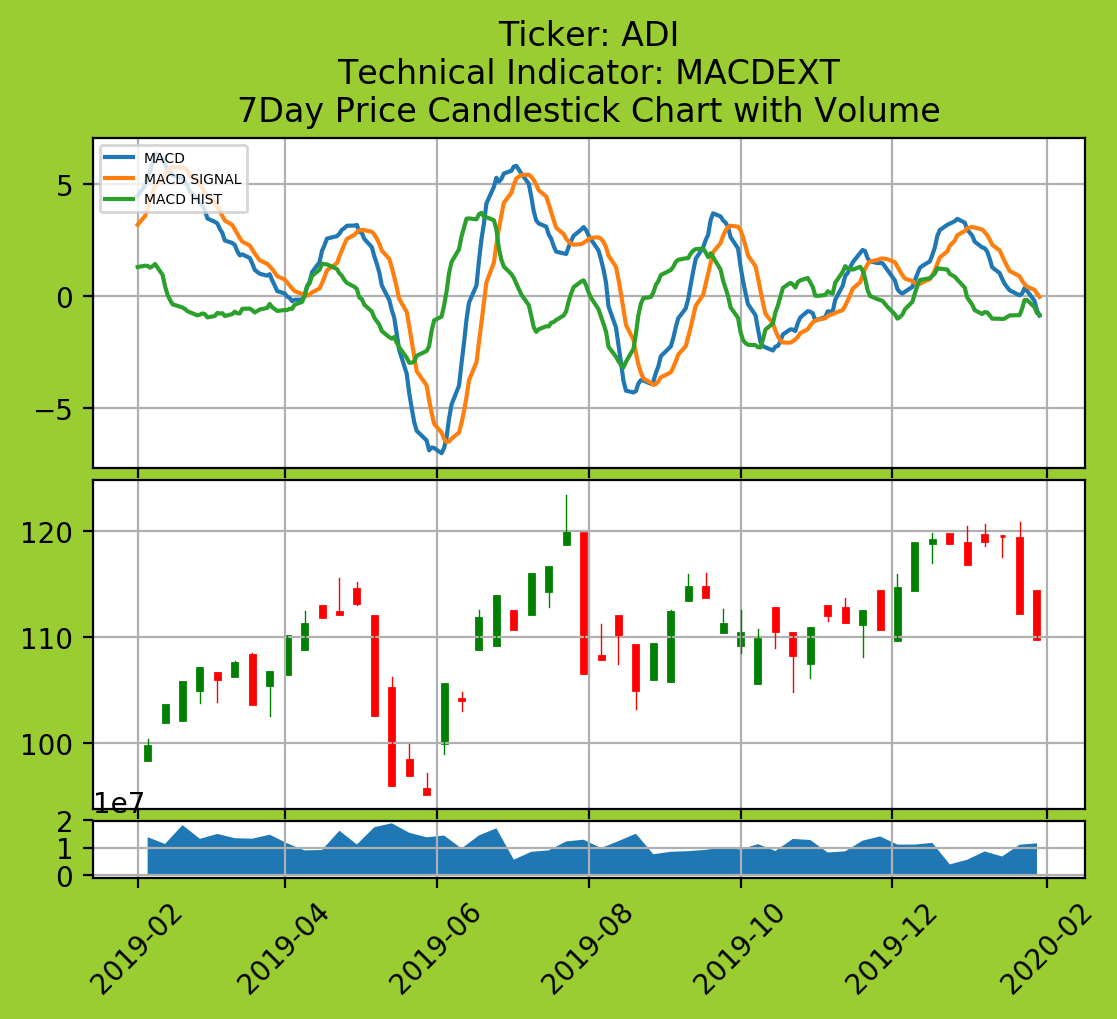 Ticker: ADI
Technical Indicator: MACDEXT
7Day Price Candlestick Chart with Volume
MACD
MACD SIGNAL
MACD HIST
5
0
−5
120
110
100
1e7
2
1
0
2019-02
2019-04
2019-06
2019-08
2019-10
2019-12
2020-02